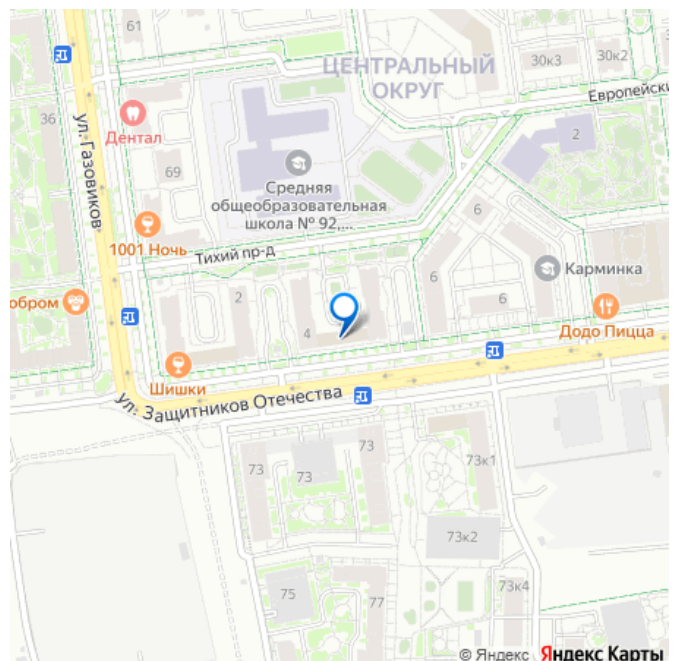 61
ЦЕНТРАЛЬНЫЙ
ОКРУГ
30к3
30к2
Европейски
36
ул. Газовиков
Дентал
2
69
Средняя
общеобразовательная
школа № 92,...
6
1001 Ночь
Тихий пр-д
Карминка
6
обром
2
6
4
Додо Пицца
Шишки
ул. Защитников Отечества
73
73
73
73к1
73к2
75
77
73к4
© Яндекс Яндекс Карты